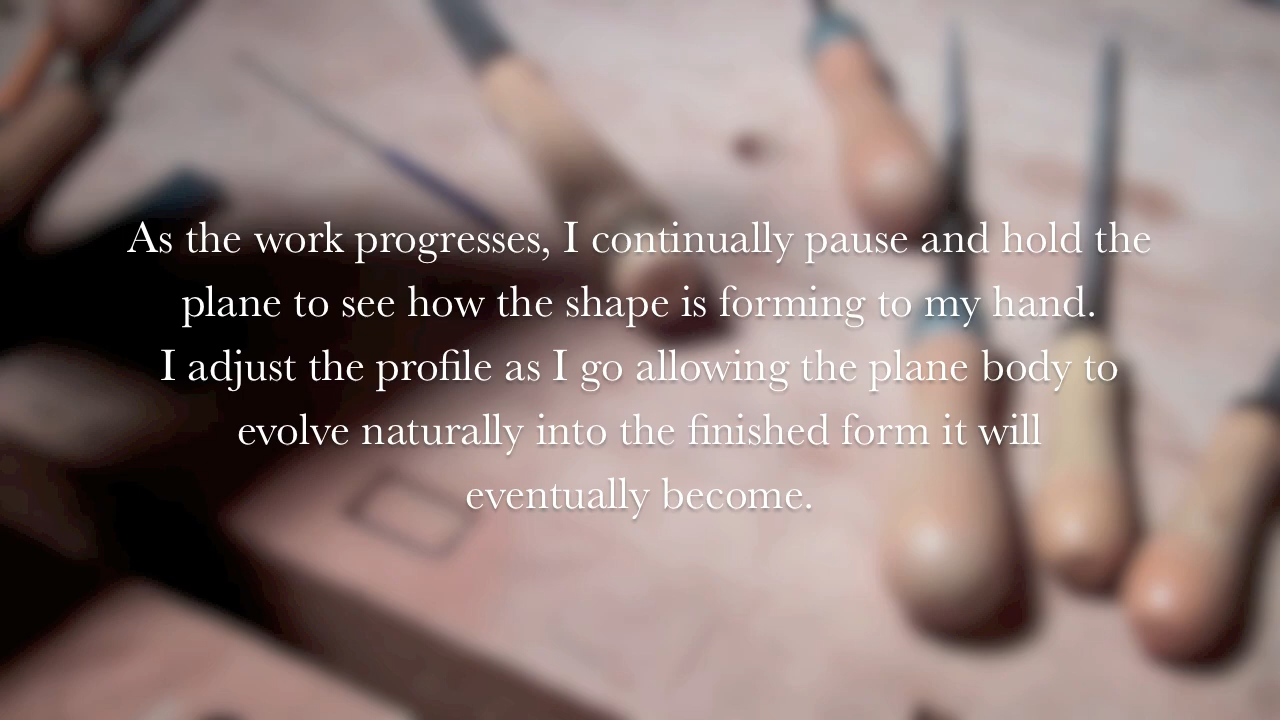 As the work progresses, I continually pause and hold the
plane to see how the shape is forming to my hand.
I adjust the profile as I go allowing the plane body to
evolve naturally into the finished form it will
eventually become.